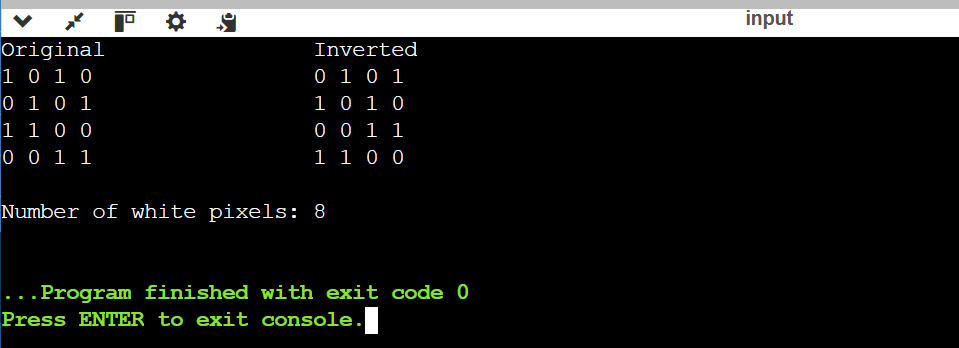 input
Original Inverted
1 0 1 0 0 1 0 1
0 1 0 1 1 0 1 0
1 1 0 0 0 0 1 1
0 0 1 1 1 1 0 0
Number of white pixels: 8
...Program finished with exit code 0
Press ENTER to exit console.